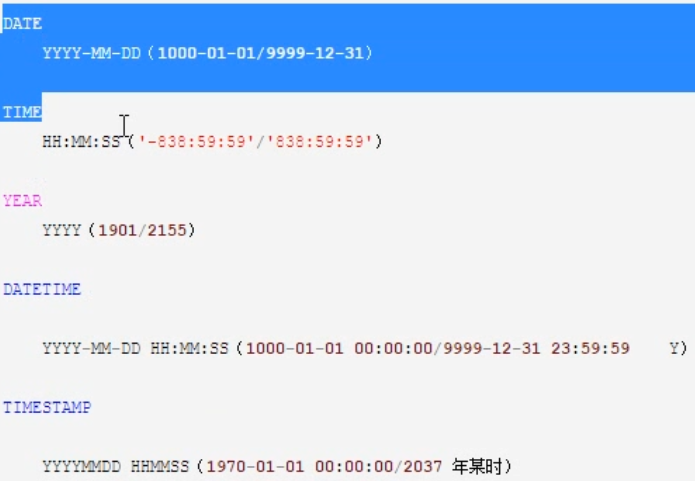 DATE
YYYY-MM-DD（1000-01-01/9999-12-31）
TIME
HH:MM:SS（'-838:59:59'/'838:59:59'）
YEAR
YYYY（1901/2155）
DATETIME
YYYY-MM-DD HH:MM:SS（1000-01-01 00:00:00/9999-12-31 23:59:59    Y）
TIMESTAMP
YYYYMMDD HHMMSS（1970-01-01 00:00:00/2037 年某时）